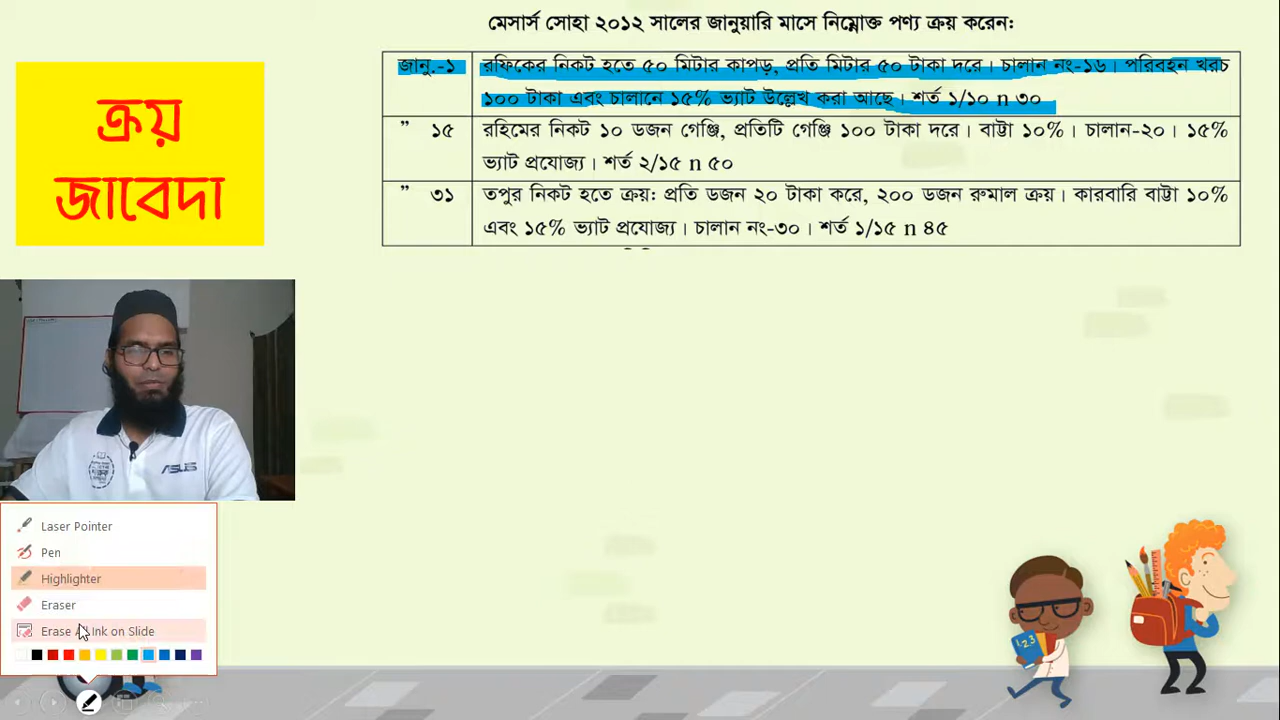 মেসার্স সোহা ২০১২ সালের জানুয়ারি মাসে নিম্নোক্ত পণ্য ক্রয় করেন:
ক্রয়
জাবেদা
জানু.-১ রফিকের নিকট হতে ৫০ মিটার কাপড়, প্রতি মিটার ৫০ টাকা দরে। চালান নং-১৬। পরিবহন খরচ
১০০ টাকা এবং চালানে ১৫% ভ্যাট উল্লেখ করা আছে। শর্ত ১/১০ n ৩০
” ১৫ রহিমের নিকট ১০ ডজন গেঞ্জি, প্রতিটি গেঞ্জি ১০০ টাকা দরে। বাট্টা ১০%। চালান-২০। ১৫%
ভ্যাট প্রযোজ্য। শর্ত ২/১৫ n ৫০
” ৩১ তপুর নিকট হতে ক্রয়: প্রতি ডজন ২০ টাকা করে, ২০০ ডজন রুমাল ক্রয়। কারবারি বাট্টা ১০%
এবং ১৫% ভ্যাট প্রযোজ্য। চালান নং-৩০। শর্ত ১/১৫ n ৪৫
ASUS
Laser Pointer
Pen
Highlighter
Eraser
Erase All Ink on Slide
123